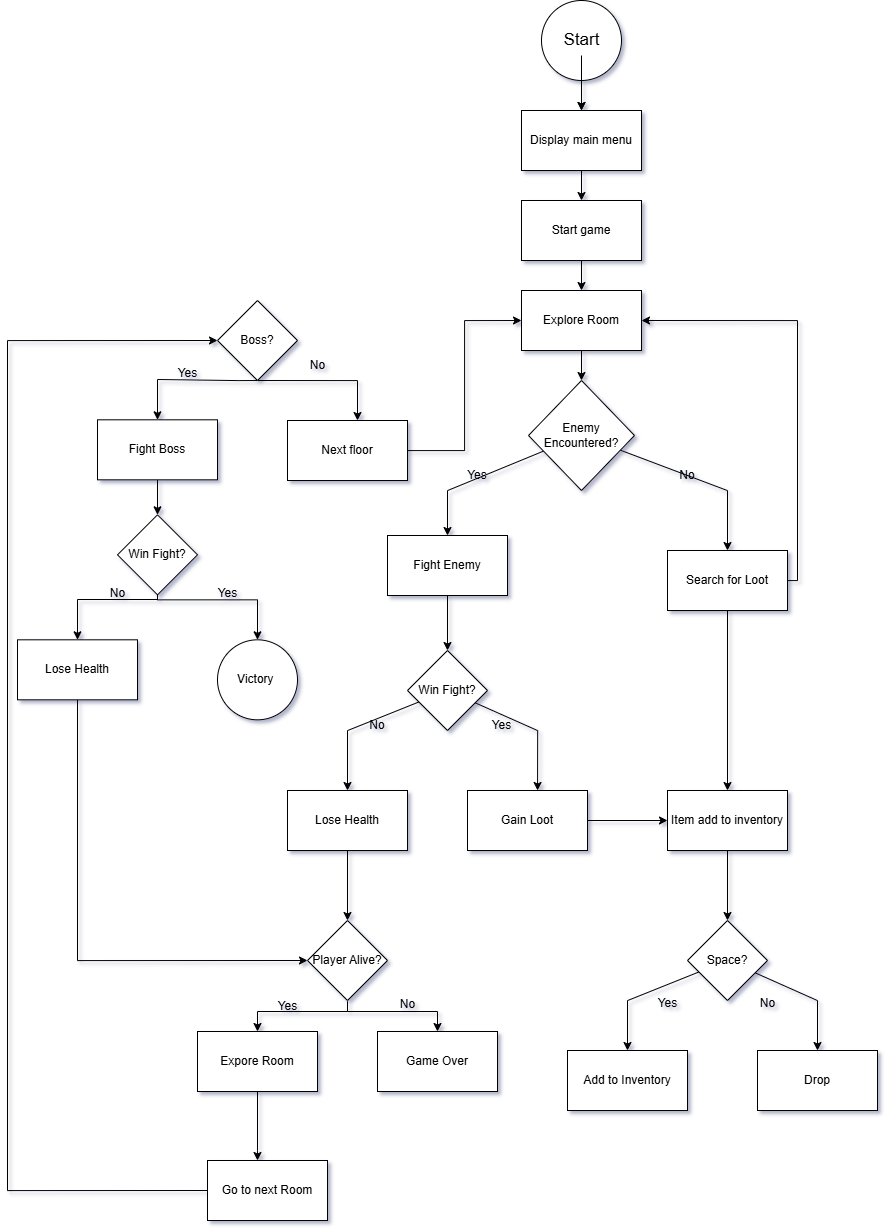 Start
Display main menu
Start game
Explore Room
Boss?
Yes
No
Enemy
Encountered?
Fight Boss
Next floor
Yes
No
Win Fight?
Fight Enemy
Search for Loot
No
Yes
Lose Health
Victory
Win Fight?
No
Yes
Lose Health
Gain Loot
Item add to inventory
Player Alive?
Space?
Yes
No
Yes
No
Expore Room
Game Over
Add to Inventory
Drop
Go to next Room